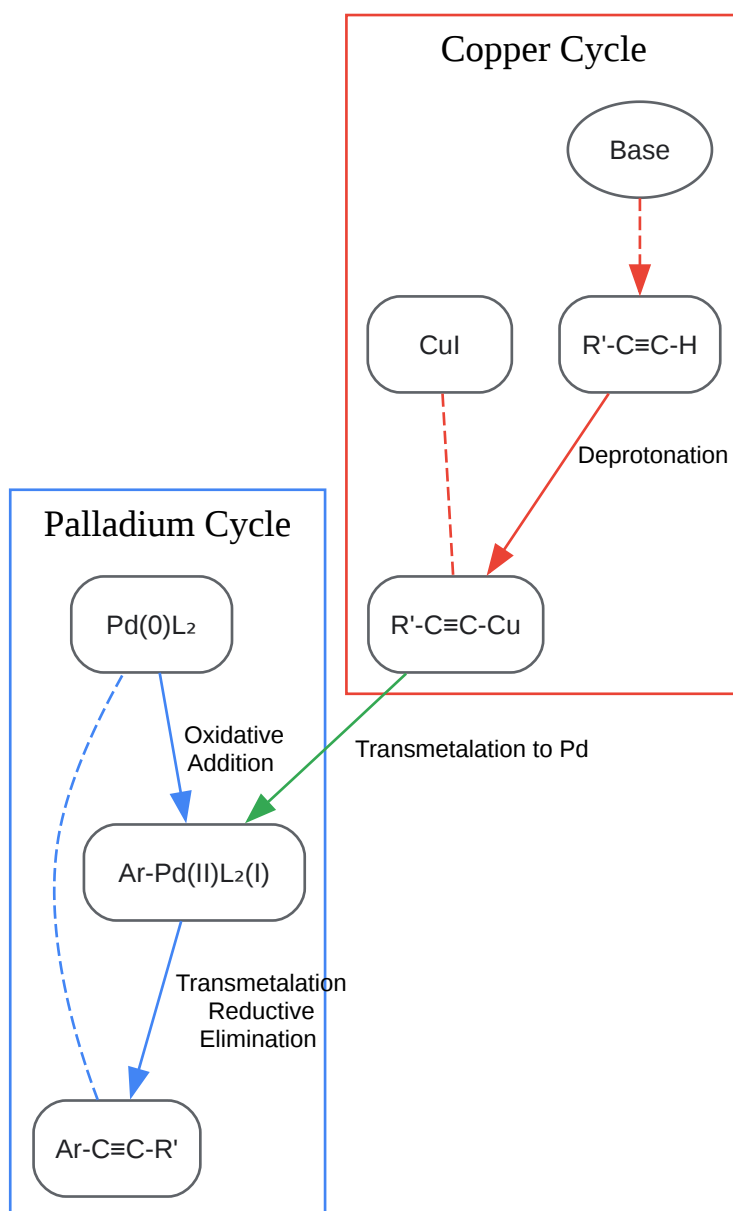 Copper Cycle
Base
CuI
R'-C≡C-H
Deprotonation
Palladium Cycle
Pd(0)L₂
R'-C≡C-Cu
Oxidative
Addition
Transmetalation to Pd
Ar-Pd(II)L₂(I)
Transmetalation
Reductive
Elimination
Ar-C≡C-R'